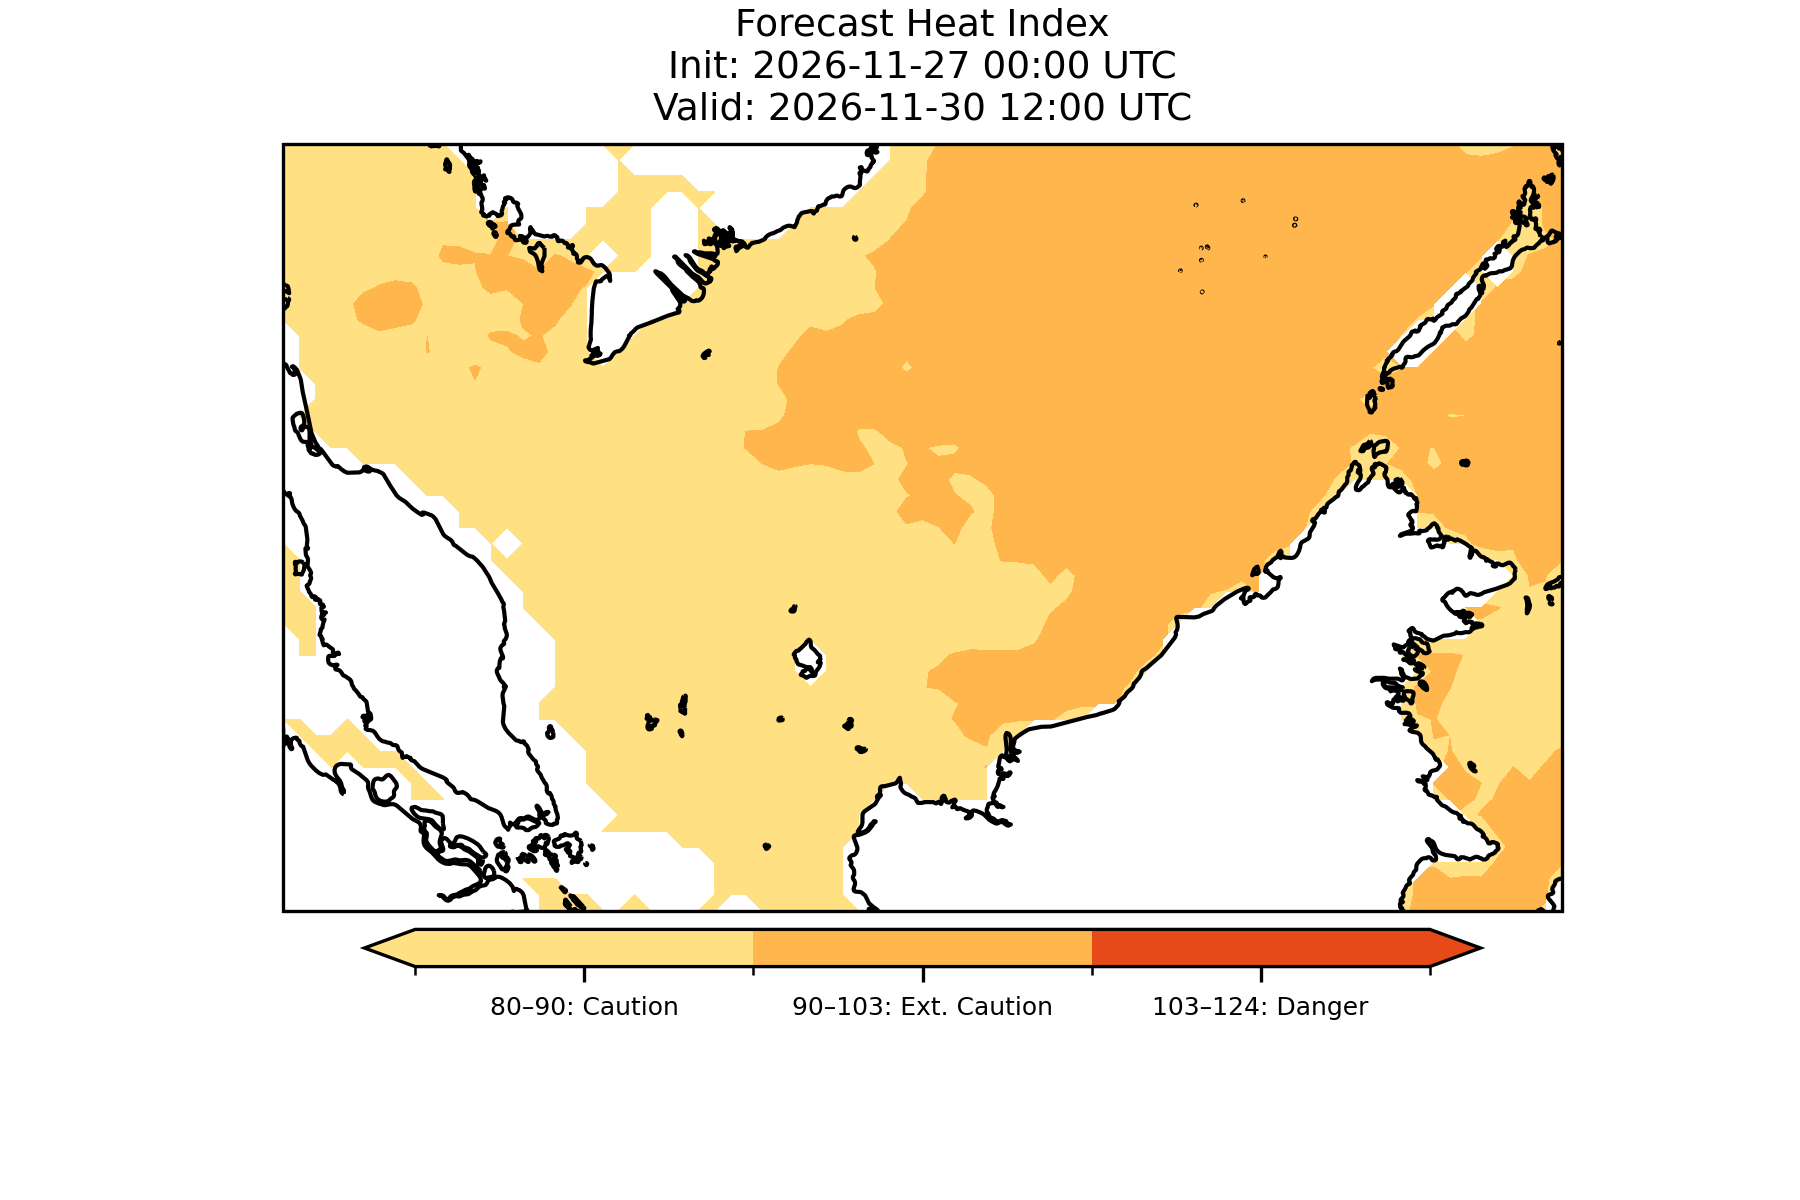 Forecast Heat Index
Init: 2026-11-27 00:00 UTC
Valid: 2026-11-30 12:00 UTC
80–90: Caution
90–103: Ext. Caution
103–124: Danger